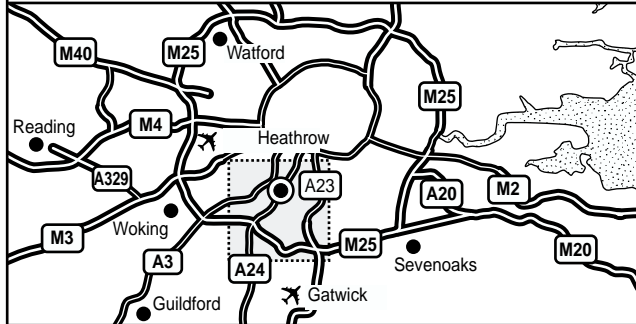 M40
M25
Watford
M25
Reading
M4
Heathrow
A329
A23
A20
M2
Woking
M3
M25
M20
A3
A24
Sevenoaks
Guildford
Gatwick